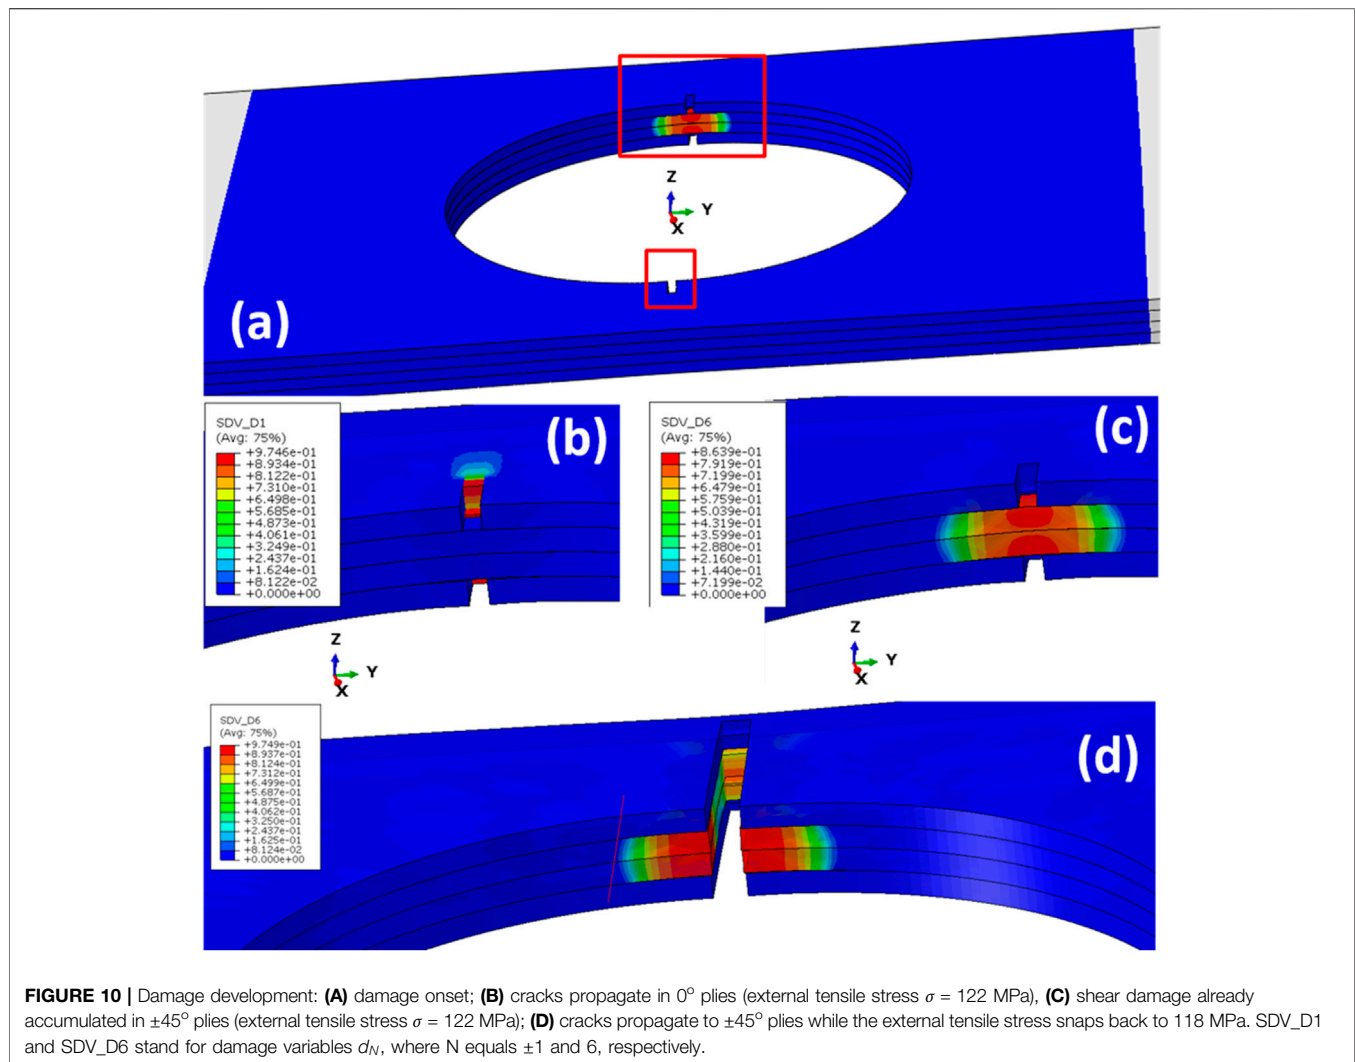 Z
Y
X
(a)
SDV_D1
(Avg: 75%)
+9.746e-01
+8.934e-01
+8.122e-01
+7.310e-01
+6.498e-01
+5.685e-01
+4.873e-01
+4.061e-01
+3.249e-01
+2.437e-01
+1.624e-01
+8.122e-02
+0.000e+00
(b)
Z
Y
X
SDV_D6
(Avg: 75%)
+8.639e-01
+7.919e-01
+7.199e-01
+6.479e-01
+5.759e-01
+5.039e-01
+4.319e-01
+3.599e-01
+2.880e-01
+2.160e-01
+1.440e-01
+7.199e-02
+0.000e+00
(c)
Z
Y
X
SDV_D6
(Avg: 75%)
+9.749e-01
+8.937e-01
+8.124e-01
+7.312e-01
+6.499e-01
+5.687e-01
+4.875e-01
+4.062e-01
+3.250e-01
+2.437e-01
+1.625e-01
+8.124e-02
+0.000e+00
(d)
FIGURE 10 | Damage development: (A) damage onset; (B) cracks propagate in 0° plies (external tensile stress σ = 122 MPa), (C) shear damage already
accumulated in ±45° plies (external tensile stress σ = 122 MPa); (D) cracks propagate to ±45° plies while the external tensile stress snaps back to 118 MPa. SDV_D1
and SDV_D6 stand for damage variables dN, where N equals ±1 and 6, respectively.